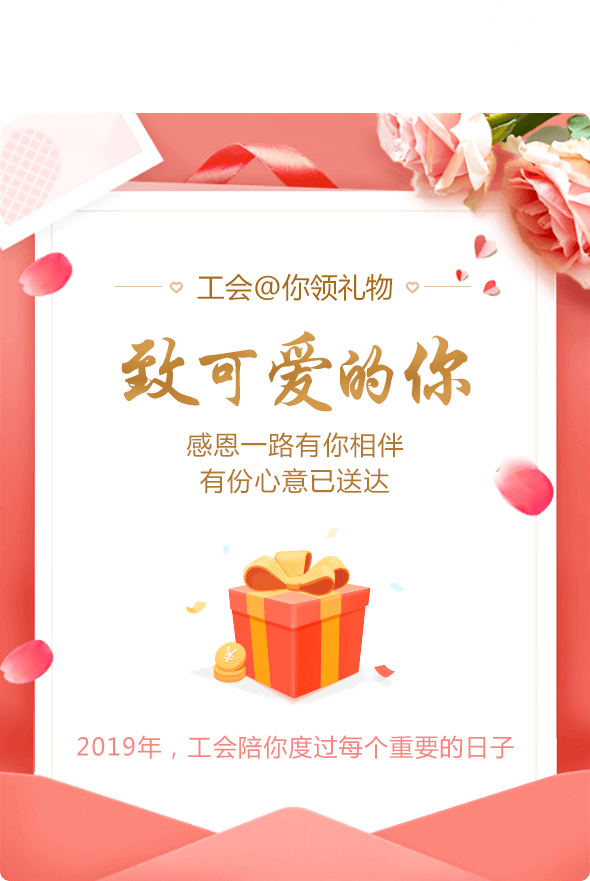 工会@你领礼物
致可爱的你
感恩一路有你相伴
有份心意已送达
¥
2019年，工会陪你度过每个重要的日子